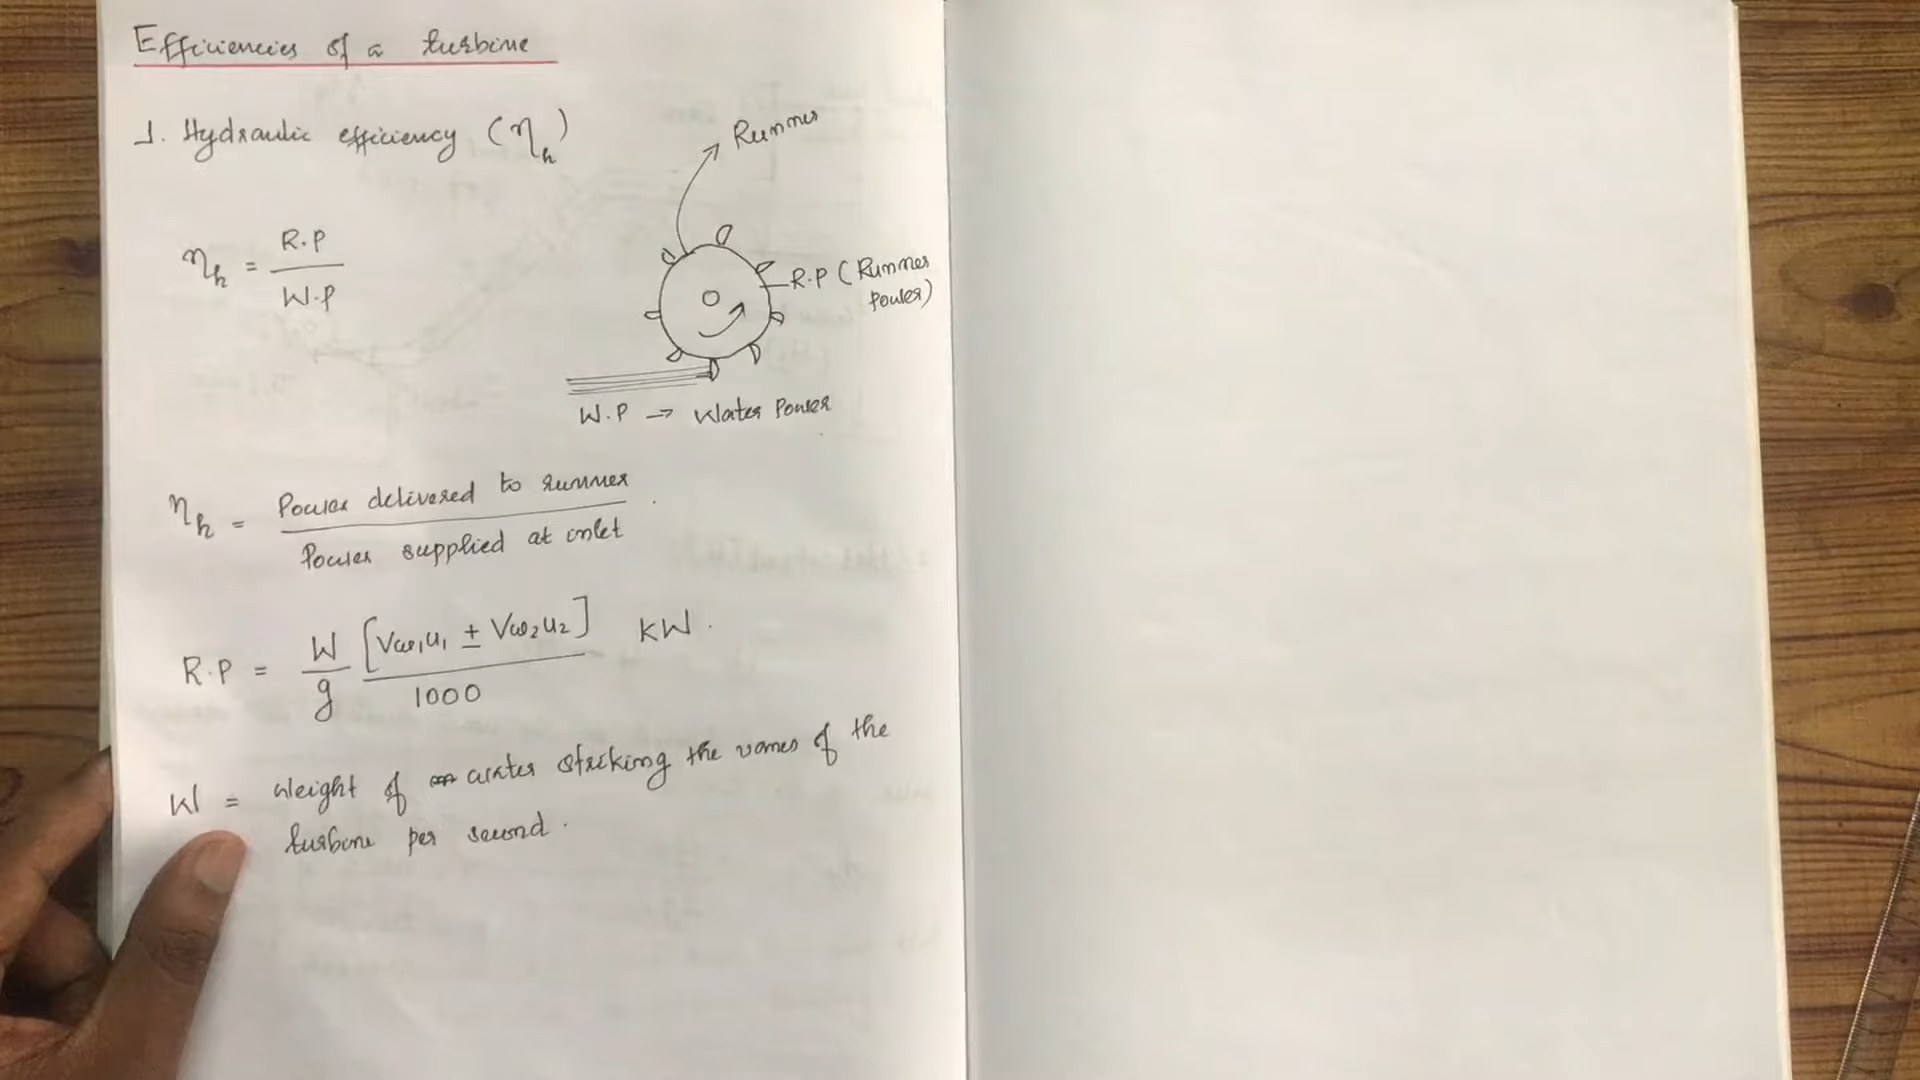 Efficiencies of a turbine
1. Hydraulic efficiency (ηh)
Runner
ηh = R.P / W.P
R.P (Runner Power)
W.P → Water Power
ηh = Power delivered to runner / Power supplied at inlet
R.P = W/g [Vw1u1 ± Vw2u2] / 1000 KW.
W = Weight of water striking the vanes of the
turbine per second.